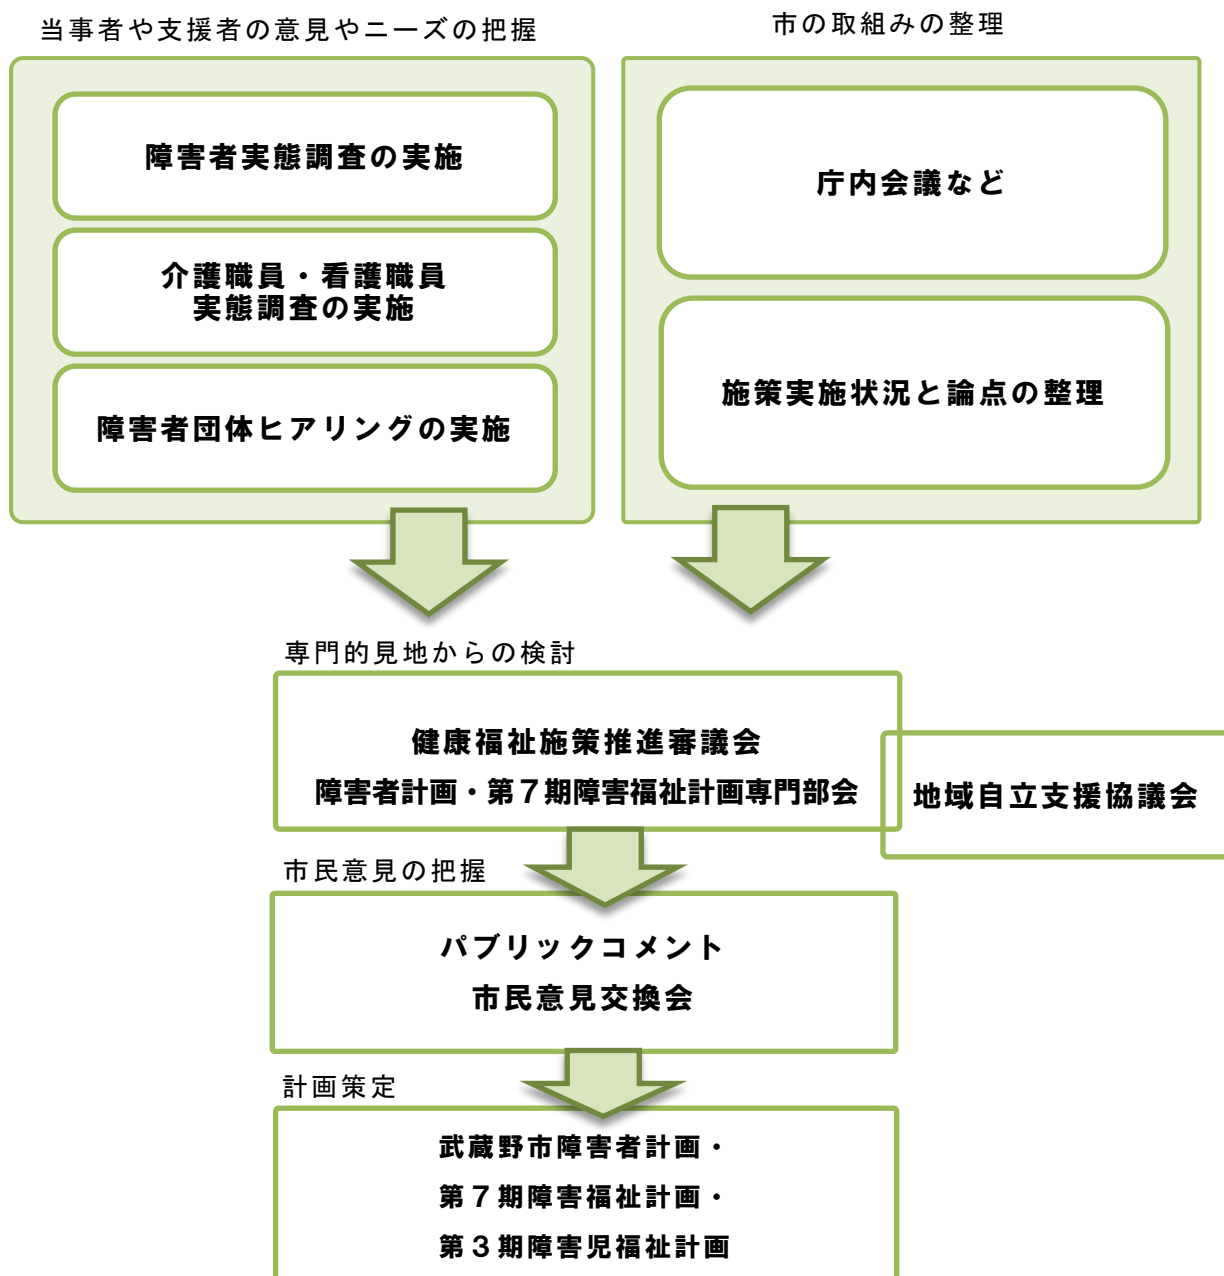 当事者や支援者の意見やニーズの把握
障害者実態調査の実施
介護職員・看護職員
実態調査の実施
障害者団体ヒアリングの実施
市の取組みの整理
庁内会議など
施策実施状況と論点の整理
専門的見地からの検討
健康福祉施策推進審議会
障害者計画・第７期障害福祉計画専門部会
地域自立支援協議会
市民意見の把握
パブリックコメント
市民意見交換会
計画策定
武蔵野市障害者計画・
第７期障害福祉計画・
第３期障害児福祉計画